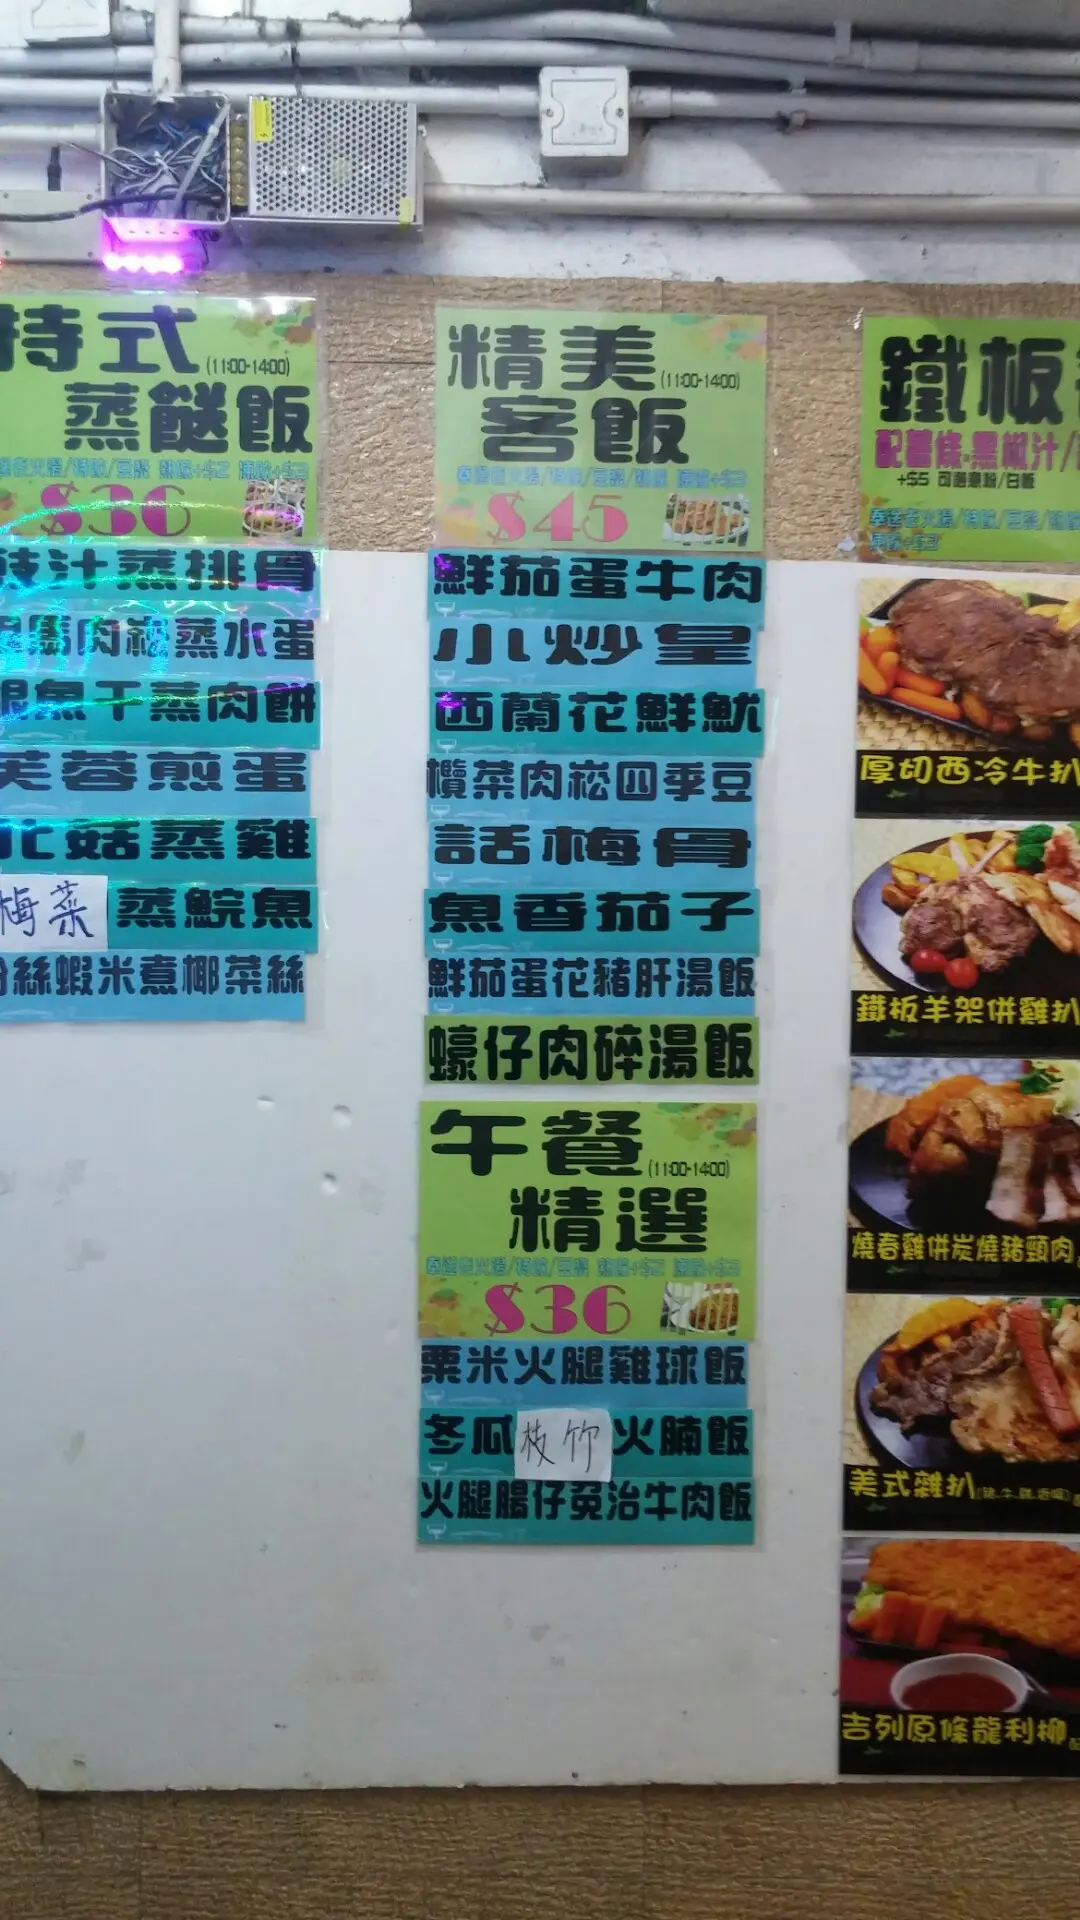 特式
(11:00-14:00)
蒸餸飯
$36
豉汁蒸排骨
肉崧蒸水蛋
銀魚干蒸肉餅
芙蓉煎蛋
北菇蒸雞
梅菜蒸鯇魚
粉絲蝦米煮椰菜絲
精美
(11:00-14:00)
客飯
$45
鮮茄蛋牛肉
小炒皇
西蘭花鮮魷
欖菜肉崧四季豆
話梅骨
魚香茄子
鮮茄蛋花豬肝湯飯
蠔仔肉碎湯飯
午餐
(11:00-14:00)
精選
$36
粟米火腿雞球飯
冬瓜枝竹火腩飯
火腿腸仔免治牛肉飯
鐵板
配薯條·黑椒汁/
+$5 可選意粉/白飯
厚切西冷牛扒
鐵板羊架併雞扒
燒春雞併炭燒豬頸肉
美式雜扒
吉列原條龍利柳